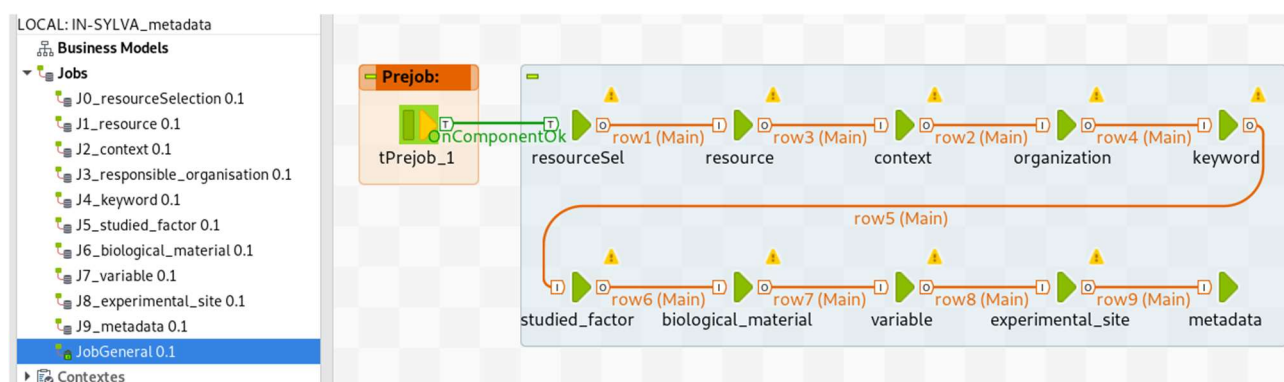 LOCAL: IN-SYLVA_metadata
Business Models
Jobs
J0_resourceSelection 0.1
J1_resource 0.1
J2_context 0.1
J3_responsible_organisation 0.1
J4_keyword 0.1
J5_studied_factor 0.1
J6_biological_material 0.1
J7_variable 0.1
J8_experimental_site 0.1
J9_metadata 0.1
JobGeneral 0.1
Contextes
Prejob:
T OnComponentOk T
tPrejob_1
O row1 (Main) I O row3 (Main) I O row2 (Main) I O row4 (Main) I O
resourceSel resource context organization keyword
row5 (Main)
I O row6 (Main) I O row7 (Main) I O row8 (Main) I O row9 (Main) I
studied_factor biological_material variable experimental_site metadata